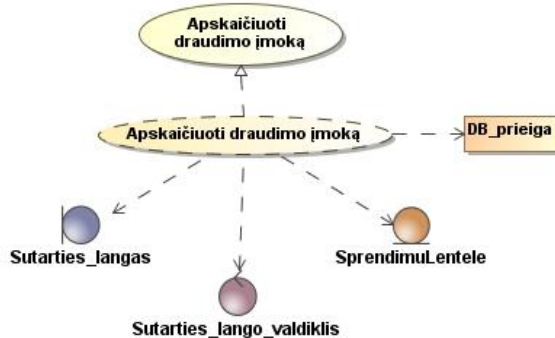 Apskaičiuoti
draudimo įmoką
Apskaičiuoti draudimo įmoką
DB_prieiga
Sutarties_langas
SprendimuLentele
Sutarties_lango_valdiklis